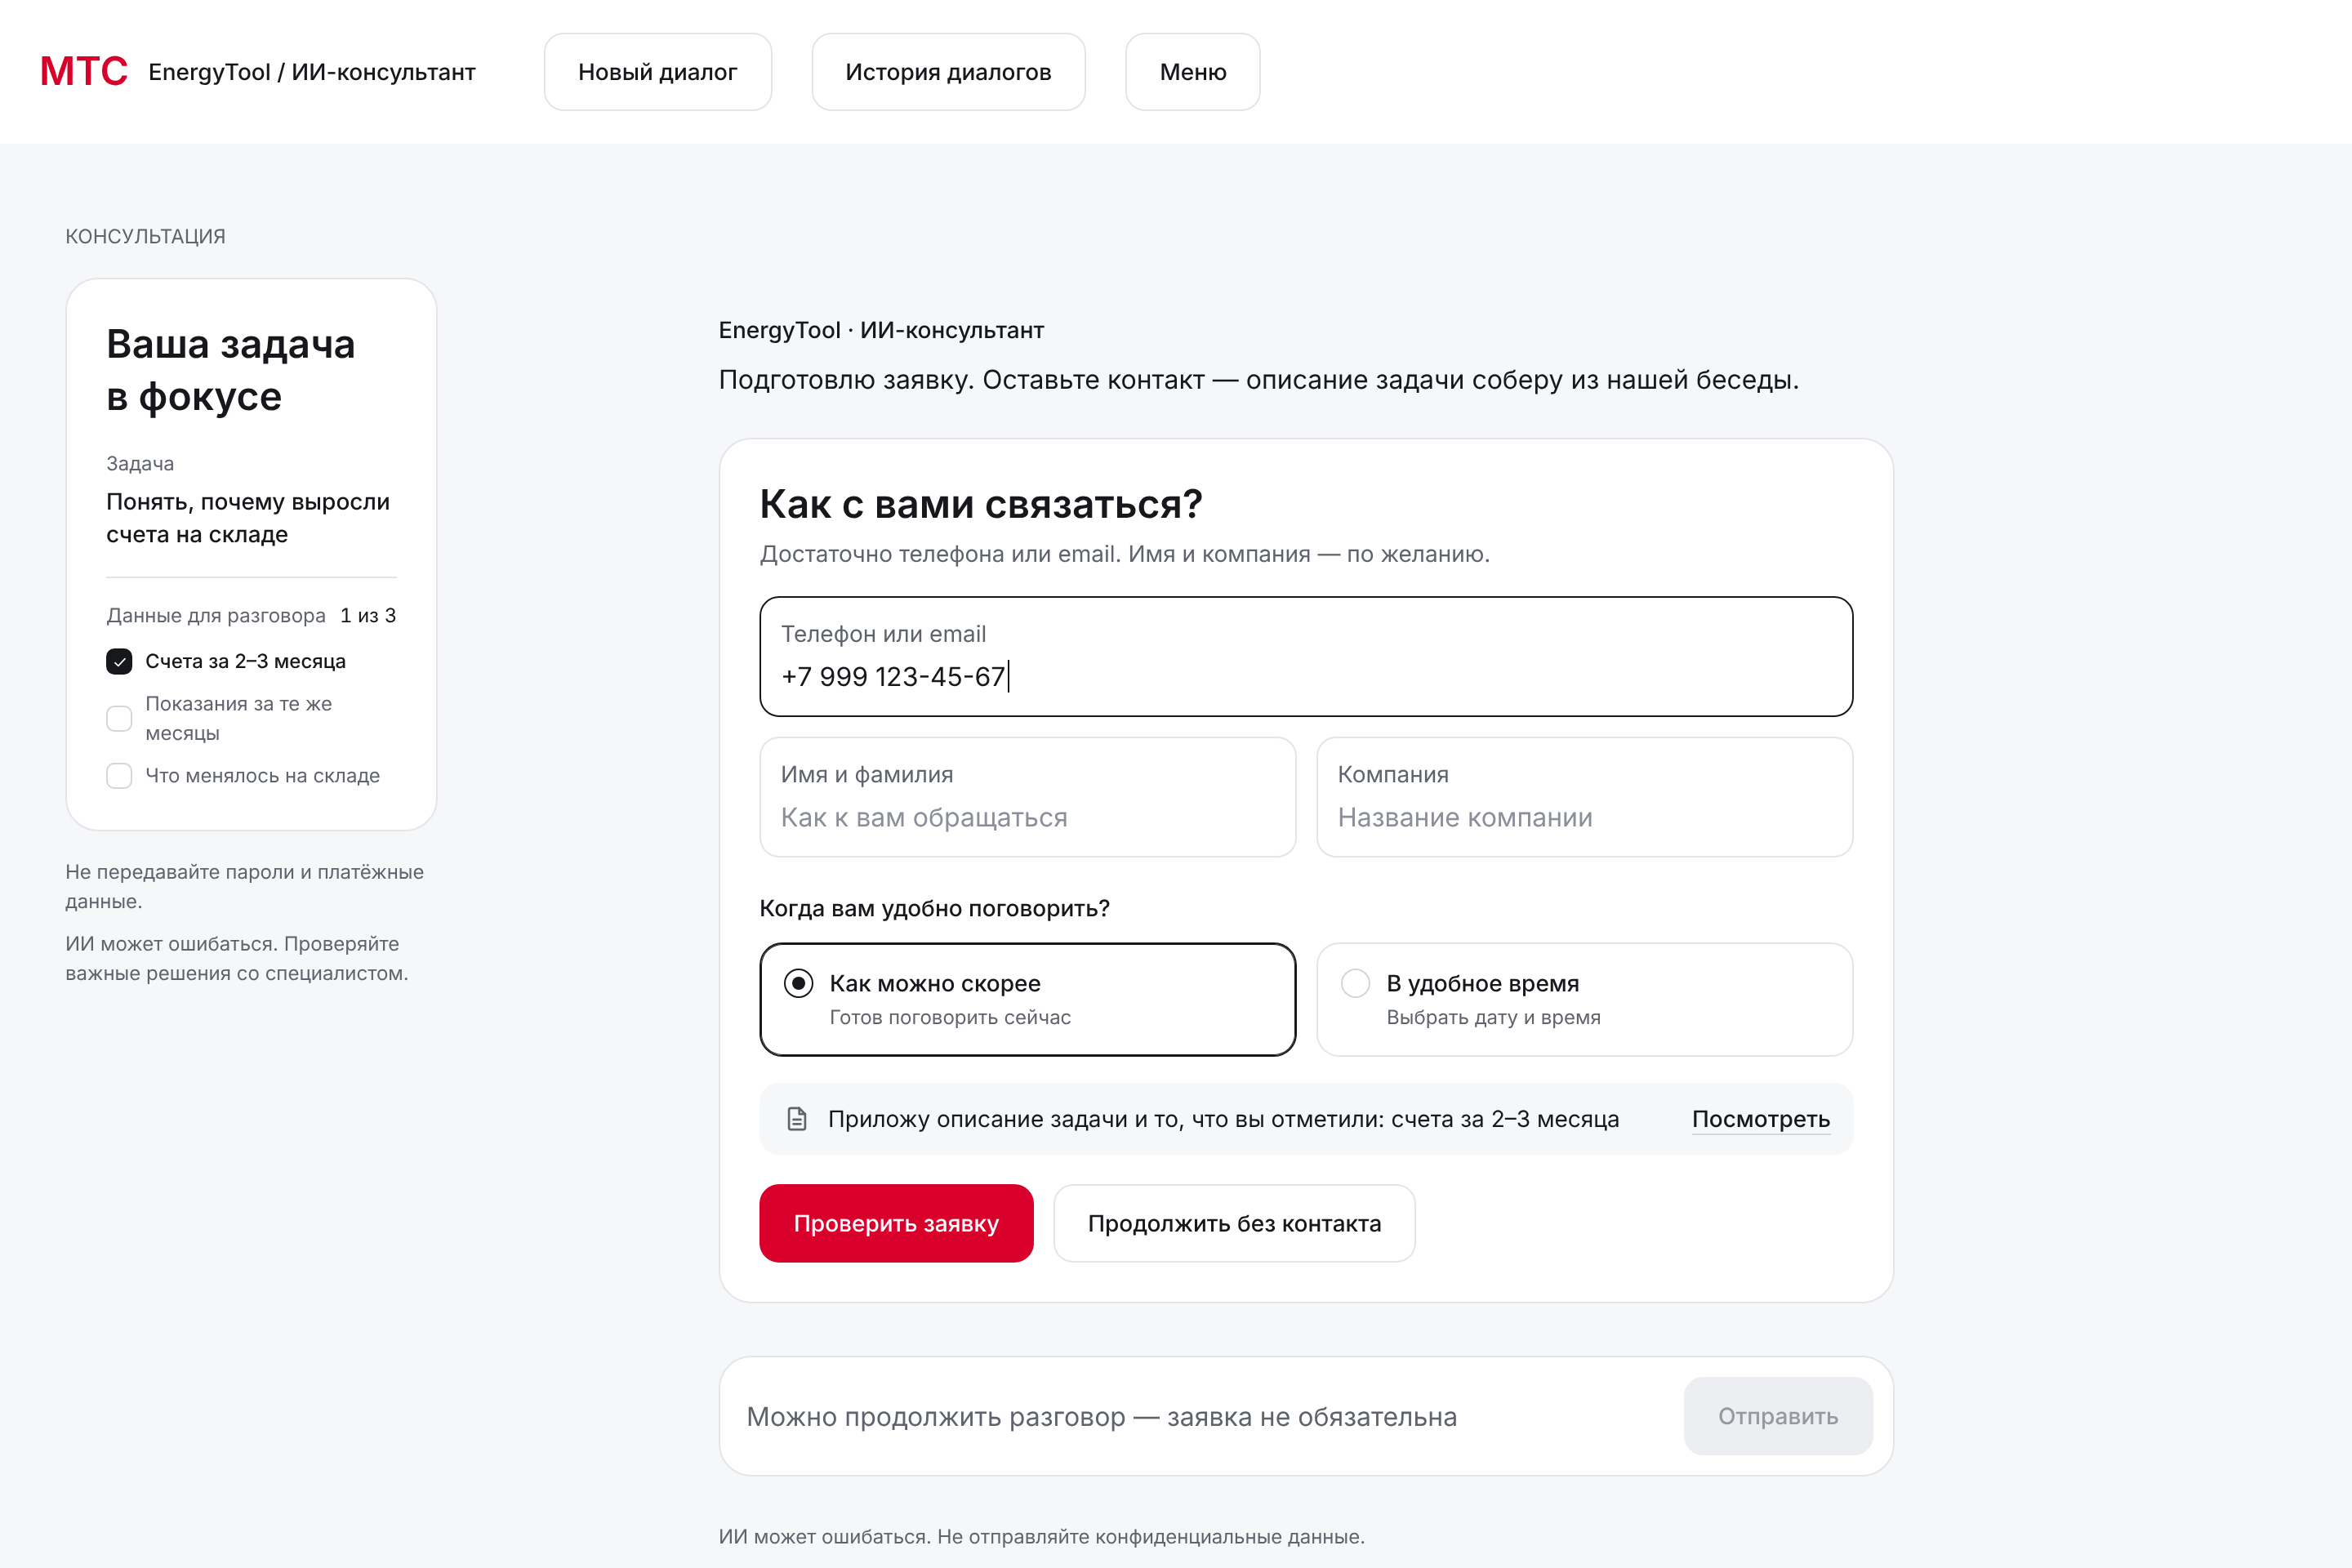 МТС EnergyTool / ИИ-консультант Новый диалог История диалогов Меню
КОНСУЛЬТАЦИЯ
Ваша задача
в фокусе
Задача
Понять, почему выросли
счета на складе
Данные для разговора 1 из 3
Счета за 2–3 месяца
Показания за те же
месяцы
Что менялось на складе
Не передавайте пароли и платёжные
данные.
ИИ может ошибаться. Проверяйте
важные решения со специалистом.
EnergyTool · ИИ-консультант
Подготовлю заявку. Оставьте контакт — описание задачи соберу из нашей беседы.
Как с вами связаться?
Достаточно телефона или email. Имя и компания — по желанию.
Телефон или email
+7 999 123-45-67
Имя и фамилия
Как к вам обращаться
Компания
Название компании
Когда вам удобно поговорить?
Как можно скорее
Готов поговорить сейчас
В удобное время
Выбрать дату и время
Приложу описание задачи и то, что вы отметили: счета за 2–3 месяца Посмотреть
Проверить заявку Продолжить без контакта
Можно продолжить разговор — заявка не обязательна Отправить
ИИ может ошибаться. Не отправляйте конфиденциальные данные.